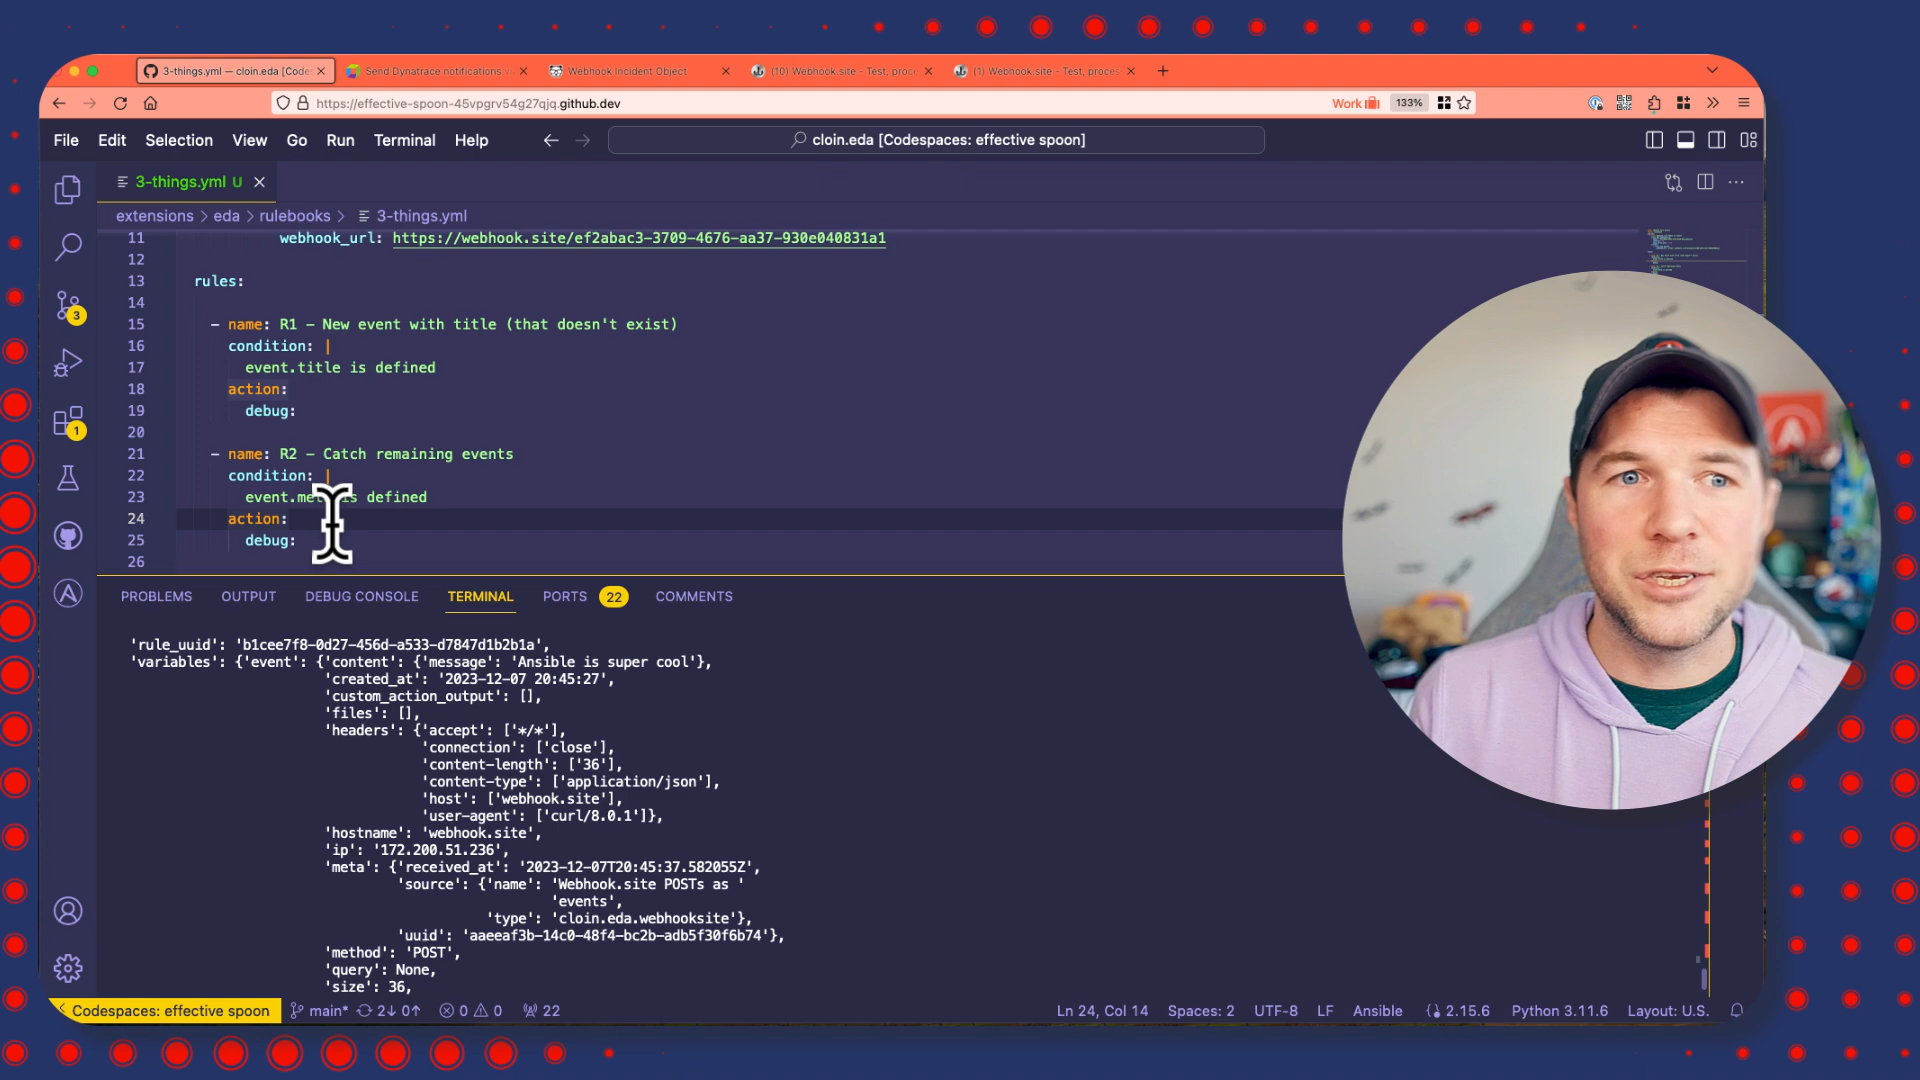 3-things.yml — cloin.eda [Code
Send Dynatrace notifications v
Webhook Incident Object
(10) Webhook.site - Test, proce
(1) Webhook.site - Test, proces
https://effective-spoon-45vpgrv54g27qjq.github.dev
Work
133%
File Edit Selection View Go Run Terminal Help
cloin.eda [Codespaces: effective spoon]
3-things.yml U
extensions > eda > rulebooks > 3-things.yml
11 webhook_url: https://webhook.site/ef2abac3-3709-4676-aa37-930e040831a1
12
13 rules:
14
15 - name: R1 - New event with title (that doesn't exist)
16 condition: |
17 event.title is defined
18 action:
19 debug:
20
21 - name: R2 - Catch remaining events
22 condition: |
23 event.me is defined
24 action:
25 debug:
26
3
1
PROBLEMS OUTPUT DEBUG CONSOLE TERMINAL PORTS 22 COMMENTS
'rule_uuid': 'b1cee7f8-0d27-456d-a533-d7847d1b2b1a',
'variables': {'event': {'content': {'message': 'Ansible is super cool'},
'created_at': '2023-12-07 20:45:27',
'custom_action_output': [],
'files': [],
'headers': {'accept': ['*/*'],
'connection': ['close'],
'content-length': ['36'],
'content-type': ['application/json'],
'host': ['webhook.site'],
'user-agent': ['curl/8.0.1']},
'hostname': 'webhook.site',
'ip': '172.200.51.236',
'meta': {'received_at': '2023-12-07T20:45:37.582055Z',
'source': {'name': 'Webhook.site POSTs as '
'events',
'type': 'cloin.eda.webhooksite'},
'uuid': 'aaeeaf3b-14c0-48f4-bc2b-adb5f30f6b74'},
'method': 'POST',
'query': None,
'size': 36,
Codespaces: effective spoon main* 2↓ 0↑ 0 0 22 Ln 24, Col 14 Spaces: 2 UTF-8 LF Ansible 2.15.6 Python 3.11.6 Layout: U.S.